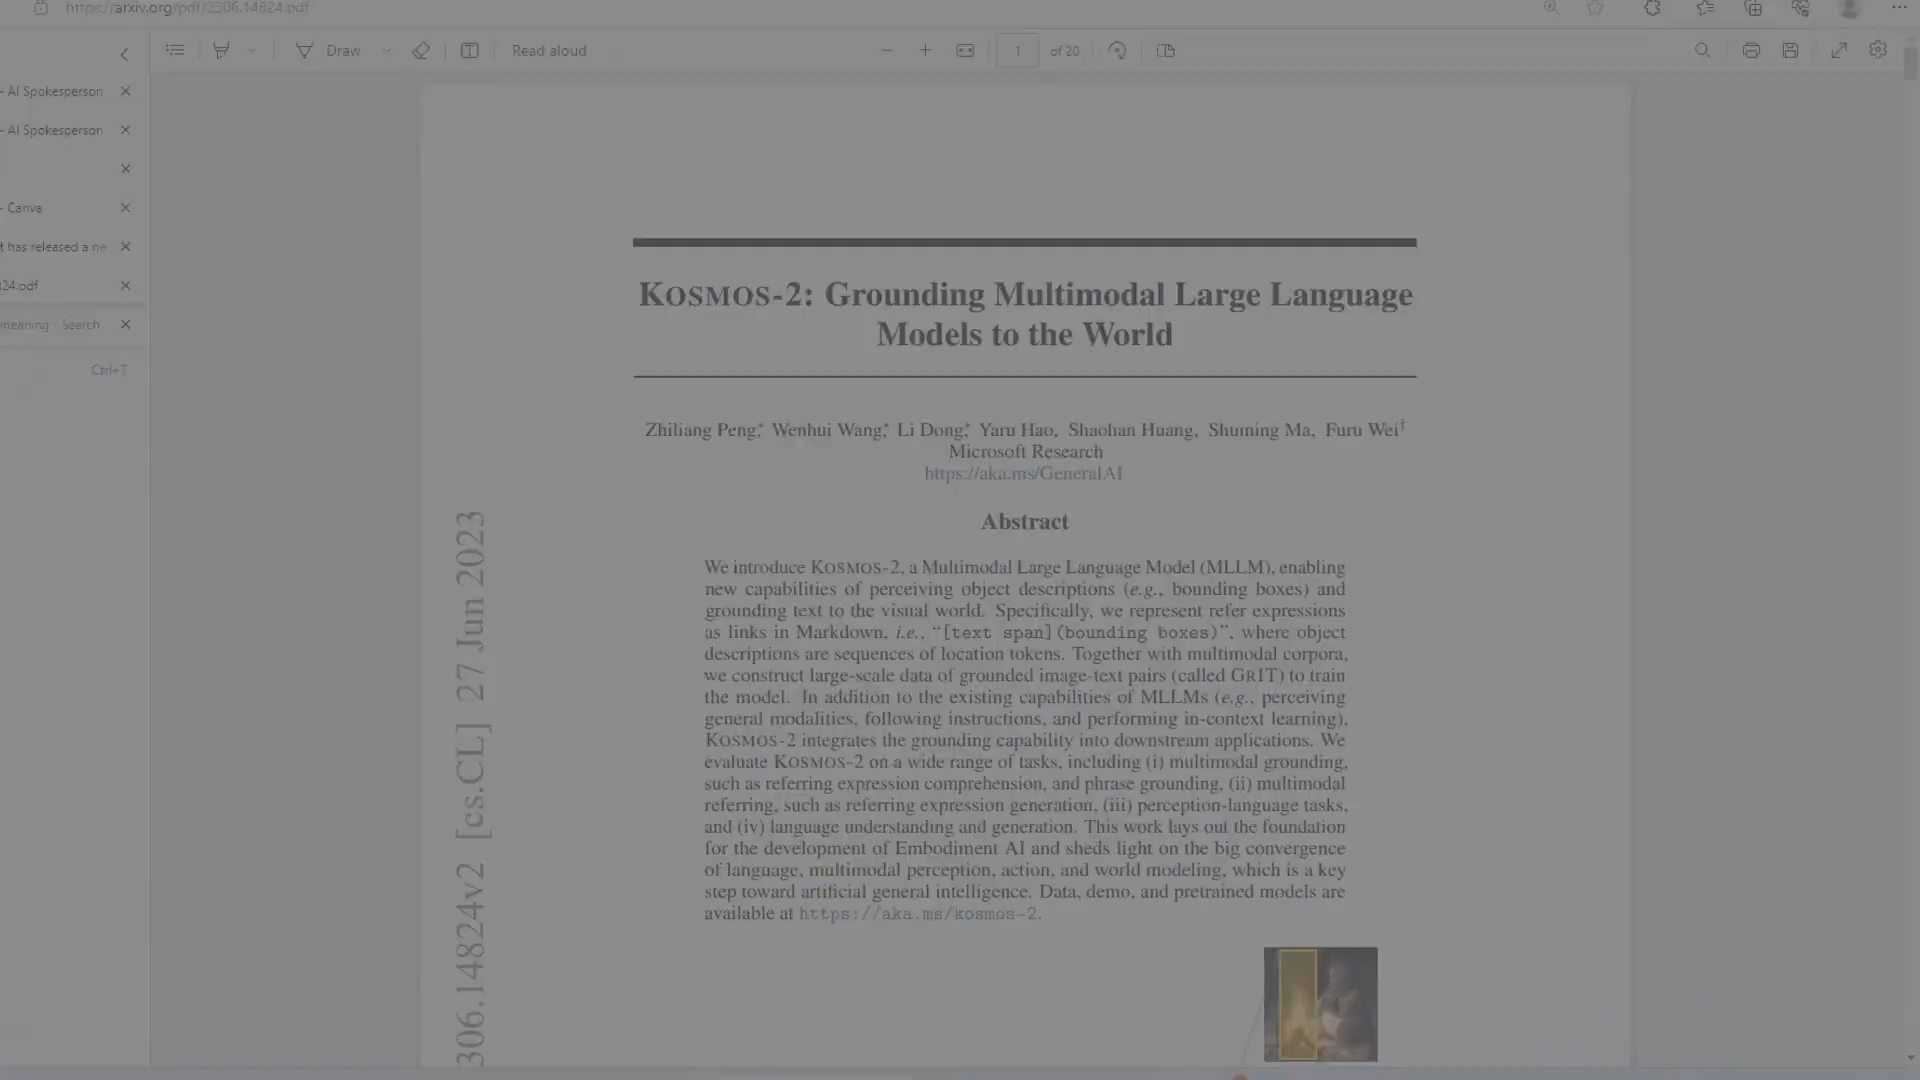 https://arxiv.org/pdf/2306.14824.pdf
Draw
Read aloud
1
of 20
- AI Spokesperson
- AI Spokesperson
- Canva
t has released a ne
24.pdf
meaning - Search
Ctrl+T
KOSMOS-2: Grounding Multimodal Large Language
Models to the World
Zhiliang Peng,* Wenhui Wang,* Li Dong,* Yaru Hao, Shaohan Huang, Shuming Ma, Furu Wei†
Microsoft Research
https://aka.ms/GeneralAI
Abstract
We introduce KOSMOS-2, a Multimodal Large Language Model (MLLM), enabling
new capabilities of perceiving object descriptions (e.g., bounding boxes) and
grounding text to the visual world. Specifically, we represent refer expressions
as links in Markdown, i.e., “[text span](bounding boxes)”, where object
descriptions are sequences of location tokens. Together with multimodal corpora,
we construct large-scale data of grounded image-text pairs (called GRIT) to train
the model. In addition to the existing capabilities of MLLMs (e.g., perceiving
general modalities, following instructions, and performing in-context learning),
KOSMOS-2 integrates the grounding capability into downstream applications. We
evaluate KOSMOS-2 on a wide range of tasks, including (i) multimodal grounding,
such as referring expression comprehension, and phrase grounding, (ii) multimodal
referring, such as referring expression generation, (iii) perception-language tasks,
and (iv) language understanding and generation. This work lays out the foundation
for the development of Embodiment AI and sheds light on the big convergence
of language, multimodal perception, action, and world modeling, which is a key
step toward artificial general intelligence. Data, demo, and pretrained models are
available at https://aka.ms/kosmos-2.
306.14824v2 [cs.CL] 27 Jun 2023